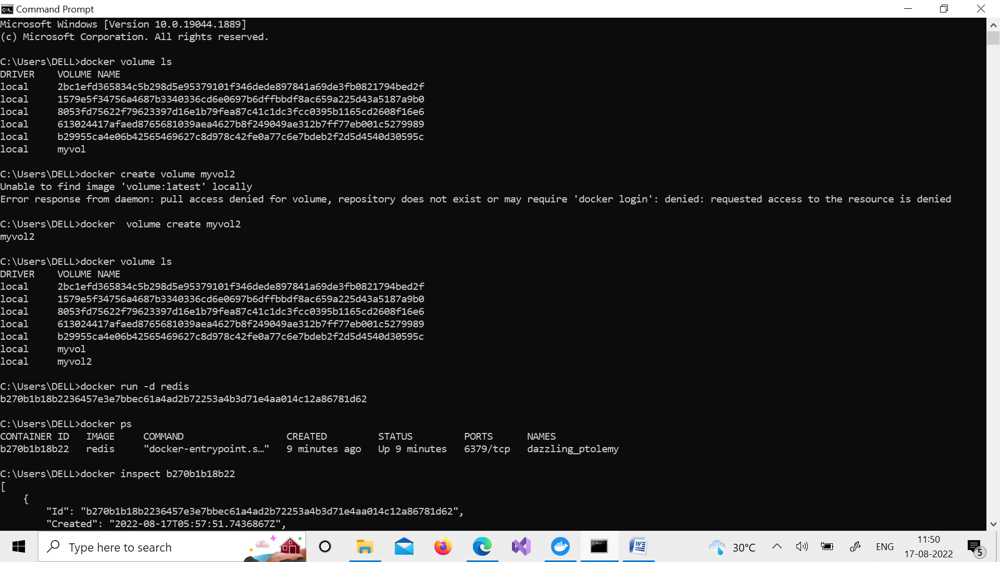 Command Prompt
Microsoft Windows [Version 10.0.19044.1889]
(c) Microsoft Corporation. All rights reserved.
C:\Users\DELL>docker volume ls
DRIVER    VOLUME NAME
local     2bc1efd365834c5b298d5e95379101f346dede897841a69de3fb0821794bed2f
local     1579e5f34756a4687b3340336cd6e0697b6dffbbdf8ac659a225d43a5187a9b0
local     8053fd75622f79623397d16e1b79fea87c41c1dc3fcc0395b1165cd2608f16e6
local     613024417afaed8765681039aea4627b8f249049ae312b7ff77eb001c5279989
local     b29955ca4e06b42565469627c8d978c42fe0a77c6e7bdeb2f2d5d4540d30595c
local     myvol
C:\Users\DELL>docker create volume myvol2
Unable to find image 'volume:latest' locally
Error response from daemon: pull access denied for volume, repository does not exist or may require 'docker login': denied: requested access to the resource is denied
C:\Users\DELL>docker  volume create myvol2
myvol2
C:\Users\DELL>docker volume ls
DRIVER    VOLUME NAME
local     2bc1efd365834c5b298d5e95379101f346dede897841a69de3fb0821794bed2f
local     1579e5f34756a4687b3340336cd6e0697b6dffbbdf8ac659a225d43a5187a9b0
local     8053fd75622f79623397d16e1b79fea87c41c1dc3fcc0395b1165cd2608f16e6
local     613024417afaed8765681039aea4627b8f249049ae312b7ff77eb001c5279989
local     b29955ca4e06b42565469627c8d978c42fe0a77c6e7bdeb2f2d5d4540d30595c
local     myvol
local     myvol2
C:\Users\DELL>docker run -d redis
b270b1b18b2236457e3e7bbec61a4ad2b72253a4b3d71e4aa014c12a86781d62
C:\Users\DELL>docker ps
CONTAINER ID   IMAGE     COMMAND                  CREATED         STATUS         PORTS      NAMES
b270b1b18b22   redis     "docker-entrypoint.s…"   9 minutes ago   Up 9 minutes   6379/tcp   dazzling_ptolemy
C:\Users\DELL>docker inspect b270b1b18b22
[
    {
        "Id": "b270b1b18b2236457e3e7bbec61a4ad2b72253a4b3d71e4aa014c12a86781d62",
        "Created": "2022-08-17T05:57:51.7436867Z",
Type here to search
30°C
ENG
11:50
17-08-2022
5